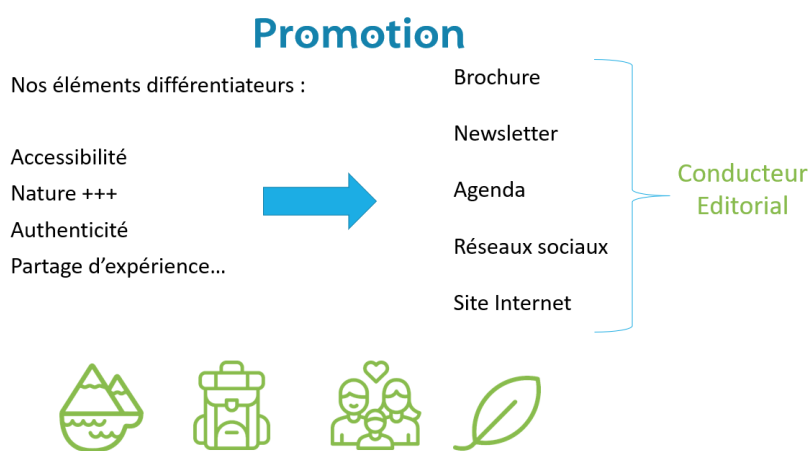 Promotion
Nos éléments différentiateurs :
Accessibilité
Nature +++
Authenticité
Partage d’expérience…
Brochure
Newsletter
Agenda
Réseaux sociaux
Site Internet
Conducteur
Editorial